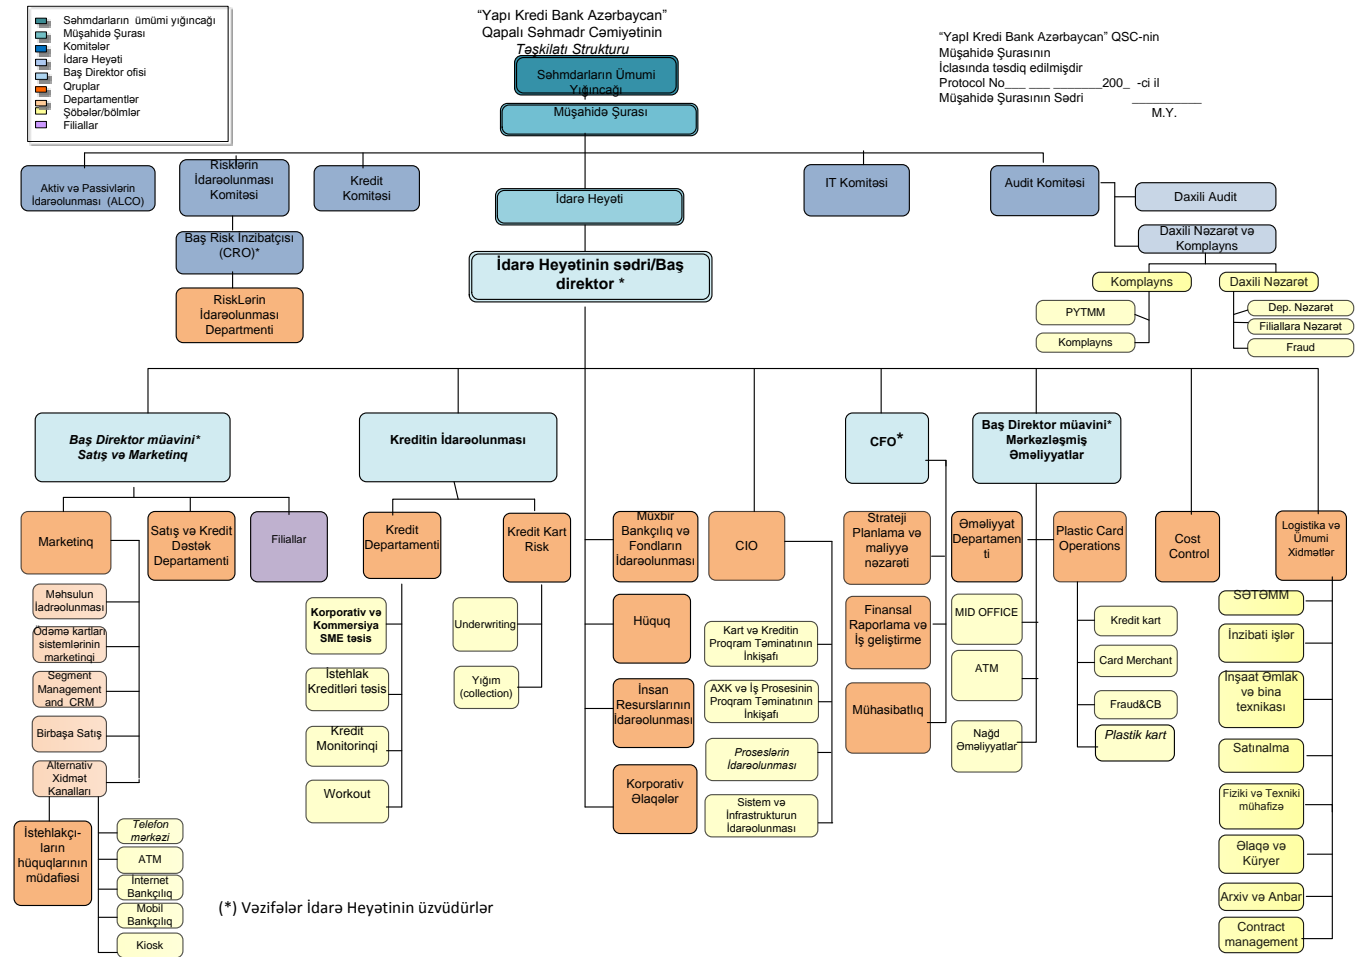 Səhmdarların ümumi yığıncağı
Müşahidə Şurası
Komitələr
İdarə Heyəti
Baş Direktor ofisi
Qruplar
Departamentlər
Şöbələr/bölmlər
Filiallar
“Yapı Kredi Bank Azərbaycan”
Qapalı Səhmadr Cəmiyətinin
Təşkilatı Strukturu
“YapI Kredi Bank Azərbaycan” QSC-nin
Müşahidə Şurasının
İclasında təsdiq edilmişdir
Protocol No___ ___ _______200_ -ci il
Müşahidə Şurasının Sədri __________
M.Y.
Səhmdarların Ümumi
Yığıncağı
Müşahidə Şurası
Aktiv və Passivlərin
İdarəolunması (ALCO)
Risklərin
İdarəolunması
Komitəsi
Kredit
Komitəsi
İdarə Heyəti
IT Komitəsi
Audit Komitəsi
Daxili Audit
Daxili Nəzarət və
Komplayns
Baş Risk İnzibatçısı
(CRO)*
İdarə Heyətinin sədri/Baş
direktor *
RiskLərin
İdarəolunması
Departmenti
Komplayns
PYTMM
Komplayns
Daxili Nəzarət
Dep. Nəzarət
Filiallara Nəzarət
Fraud
Baş Direktor müavini*
Satış və Marketinq
Kreditin İdarəolunması
CFO*
Baş Direktor müavini*
Mərkəzləşmiş
Əməliyyatlar
Marketinq
Satış və Kredit
Dəstək
Departamenti
Filiallar
Kredit
Departamenti
Kredit Kart
Risk
Müxbir
Bankçılıq və
Fondların
İdarəolunması
CIO
Strateji
Planlama və
maliyyə
nəzarəti
Əməliyyat
Departamen
ti
Plastic Card
Operations
Cost
Control
Logistika və
Ümumi
Xidmətlər
Məhsulun
İadrəolunması
Ödəmə kartları
sistemlərinin
marketinqi
Segment
Management
and CRM
Birbaşa Satış
Alternativ
Xidmət
Kanalları
İstehlakçı-
ların
hüquqlarının
müdafiəsi
Telefon
mərkəzi
ATM
İnternet
Bankçılıq
Mobil
Bankçılıq
Kiosk
Korporativ və
Kommersiya
SME təsis
İstehlak
Kreditləri təsis
Kredit
Monitorinqi
Workout
Underwriting
Yığım
(collection)
Hüquq
İnsan
Resurslarının
İdarəolunması
Korporativ
Əlaqələr
Kart və Kreditin
Proqram Təminatının
İnkişafı
AXK və İş Prosesinin
Proqram Təminatının
İnkişafı
Proseslərin
İdarəolunması
Sistem və
İnfrastrukturun
İdarəolunması
Finansal
Raporlama və
İş geliştirme
Mühasibatlıq
MID OFFICE
ATM
Nağd
Əməliyyatlar
Kredit kart
Card Merchant
Fraud&CB
Plastik kart
SƏTƏMM
İnzibati işlər
İnşaat Əmlak
və bina
texnikası
Satınalma
Fiziki və Texniki
mühafizə
Əlaqə və
Küryer
Arxiv və Anbar
Contract
management
(*) Vəzifələr İdarə Heyətinin üzvüdürlər